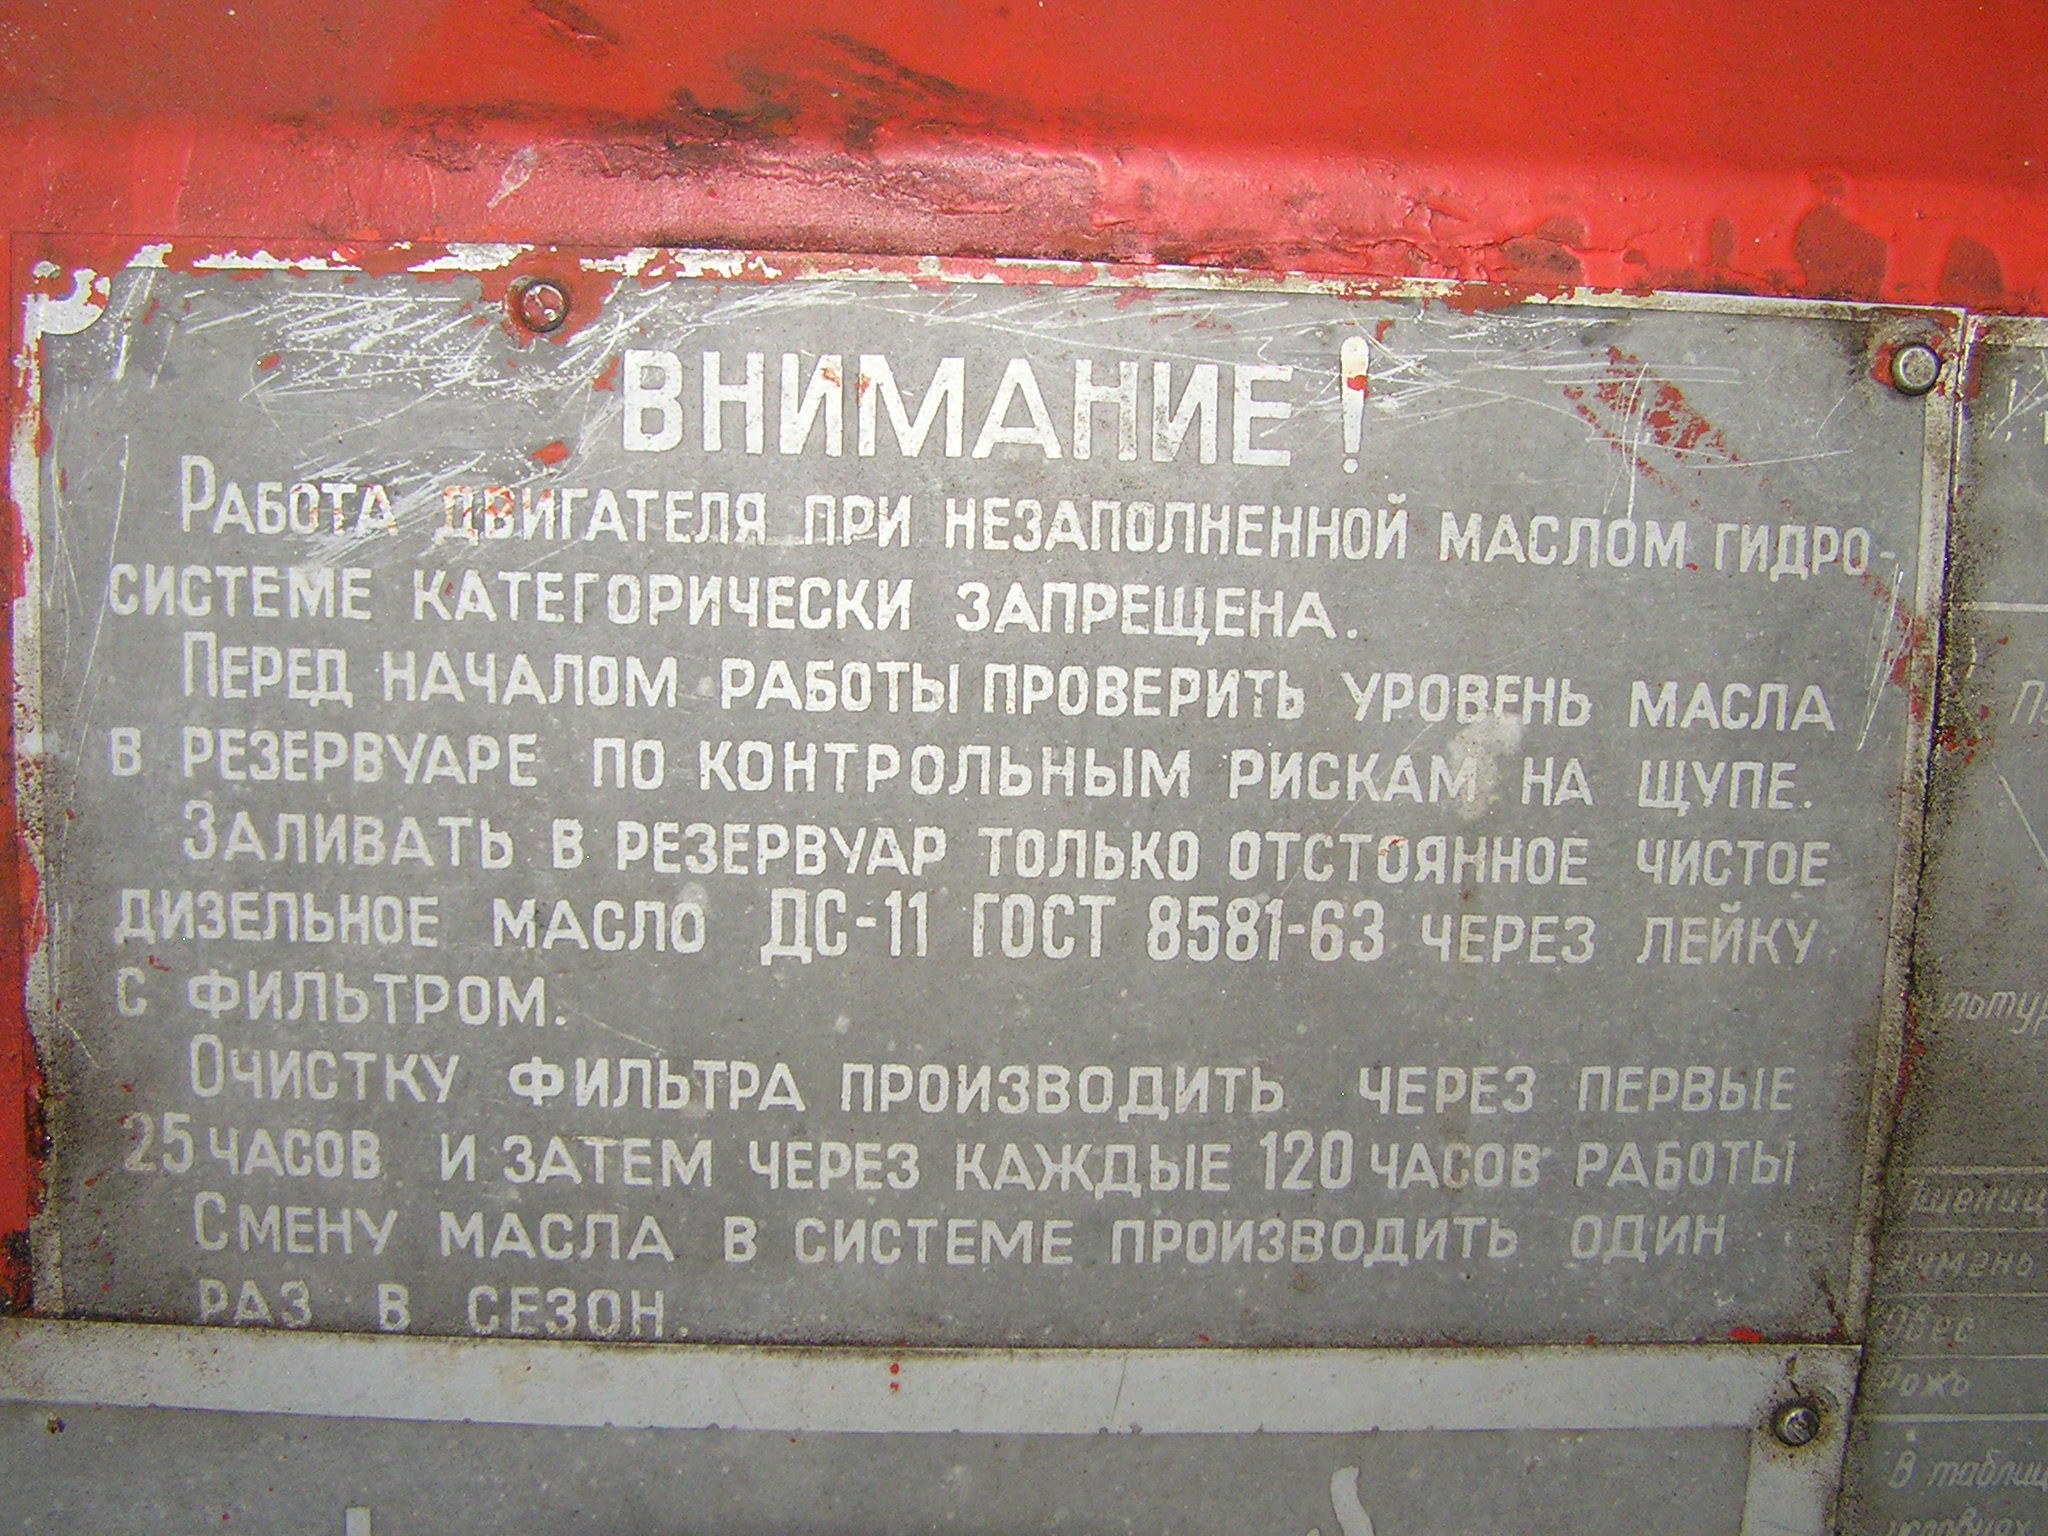 ВНИМАНИЕ!
Работа двигателя при незаполненной маслом гидро-
системе категорически запрещена.
Перед началом работы проверить уровень масла
в резервуаре по контрольным рискам на щупе.
Заливать в резервуар только отстоянное чистое
дизельное масло ДС-11 ГОСТ 8581-63 через лейку
с фильтром.
Очистку фильтра производить через первые
25 часов и затем через каждые 120 часов работы
Смену масла в системе производить один
раз в сезон.
Овес
Рожь
В таблиц